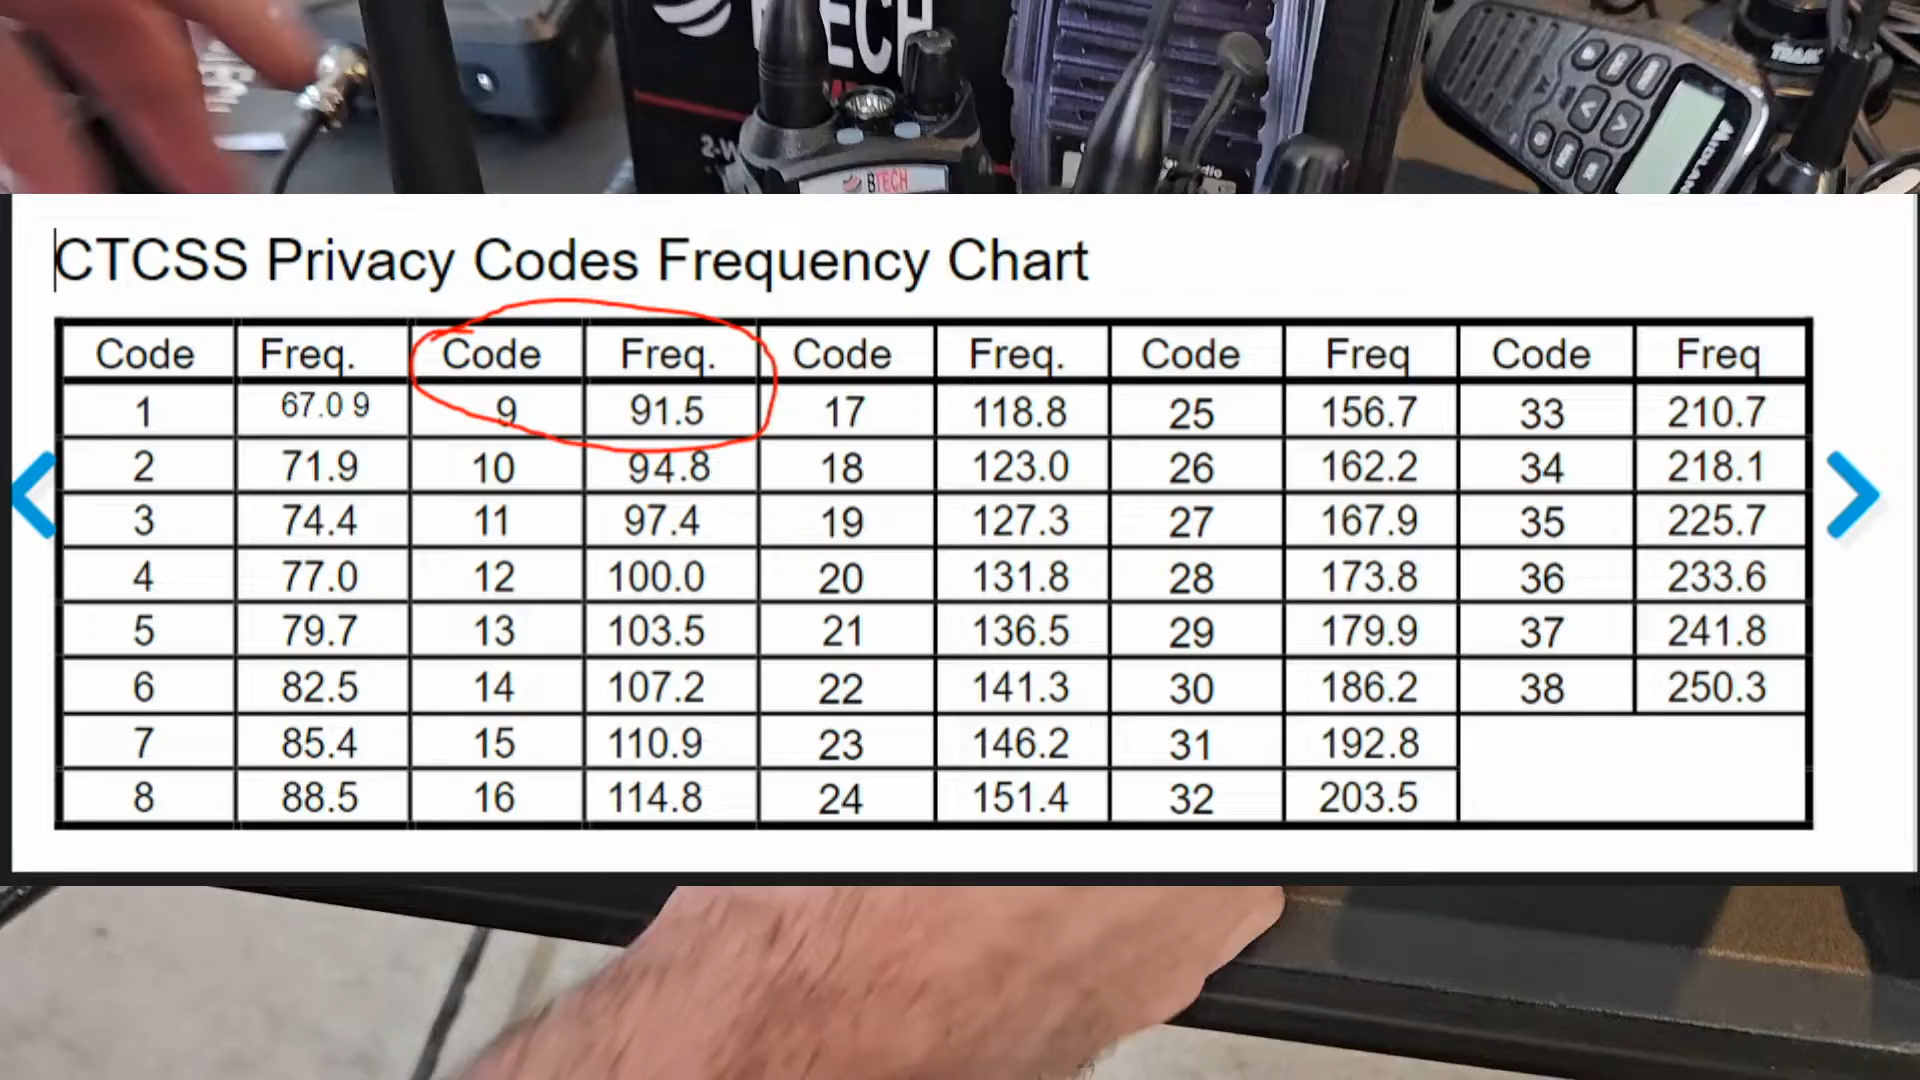 BTECH
2-W
BTECH
dio
MIDLAN
TRAM
CTCSS Privacy Codes Frequency Chart
Code Freq. Code Freq. Code Freq. Code Freq Code Freq
1 67.0 9 9 91.5 17 118.8 25 156.7 33 210.7
2 71.9 10 94.8 18 123.0 26 162.2 34 218.1
3 74.4 11 97.4 19 127.3 27 167.9 35 225.7
4 77.0 12 100.0 20 131.8 28 173.8 36 233.6
5 79.7 13 103.5 21 136.5 29 179.9 37 241.8
6 82.5 14 107.2 22 141.3 30 186.2 38 250.3
7 85.4 15 110.9 23 146.2 31 192.8
8 88.5 16 114.8 24 151.4 32 203.5